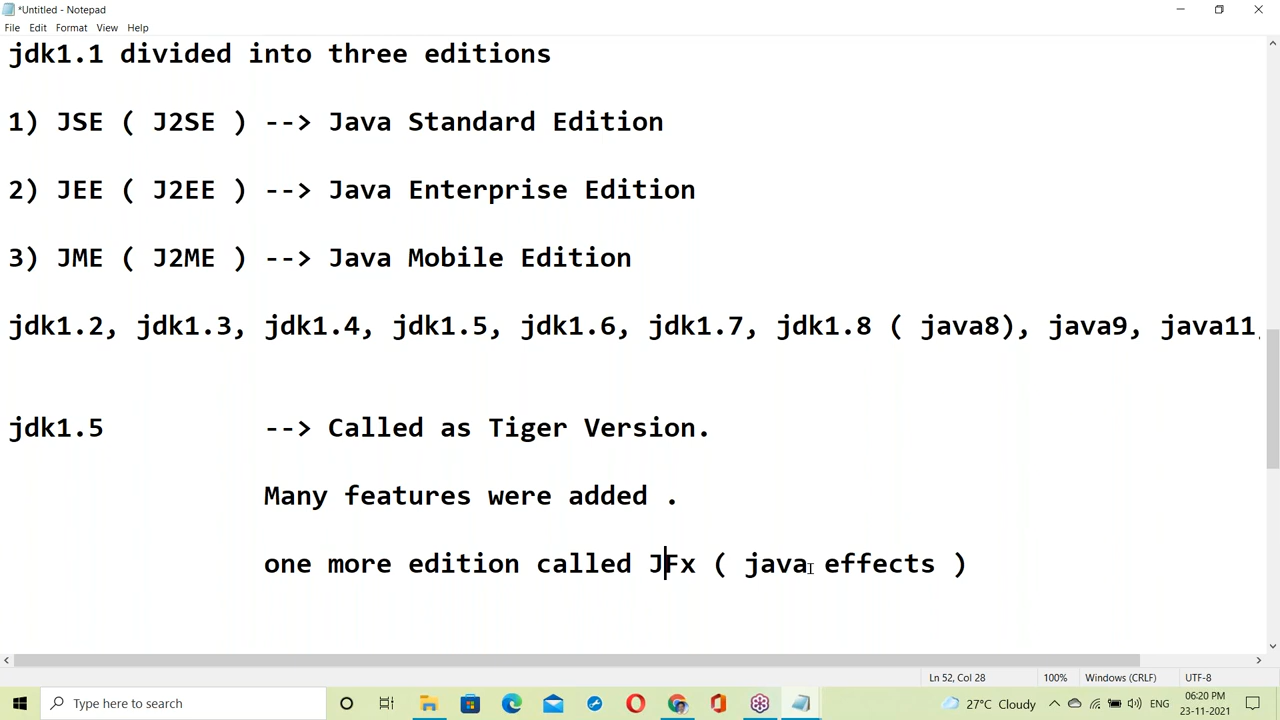 *Untitled - Notepad
File Edit Format View Help
jdk1.1 divided into three editions
1) JSE ( J2SE ) --> Java Standard Edition
2) JEE ( J2EE ) --> Java Enterprise Edition
3) JME ( J2ME ) --> Java Mobile Edition
jdk1.2, jdk1.3, jdk1.4, jdk1.5, jdk1.6, jdk1.7, jdk1.8 ( java8), java9, java11,
jdk1.5 --> Called as Tiger Version.
Many features were added .
one more edition called JFx ( java effects )
Ln 52, Col 28 100% Windows (CRLF) UTF-8
Type here to search 27°C Cloudy ENG 06:20 PM
23-11-2021